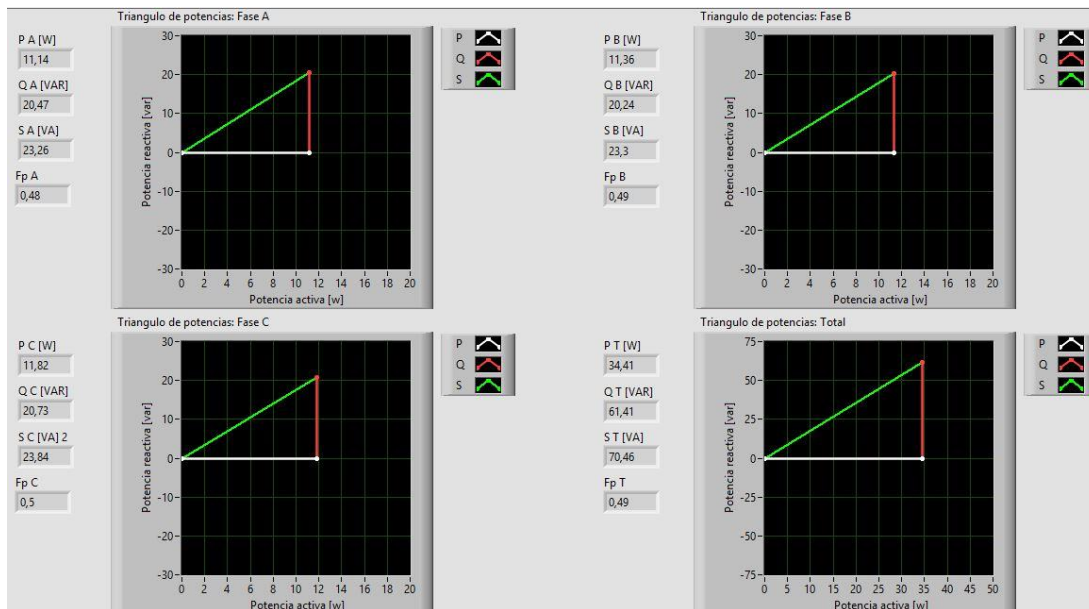 Triangulo de potencias: Fase A
P A [W]
11,14
Q A [VAR]
20,47
S A [VA]
23,26
Fp A
0,48
Potencia reactiva [var]
30
20
10
0
-10
-20
-30
0 2 4 6 8 10 12 14 16 18 20
Potencia activa [w]
P
Q
S
Triangulo de potencias: Fase B
P B [W]
11,36
Q B [VAR]
20,24
S B [VA]
23,3
Fp B
0,49
Potencia reactiva [var]
30
20
10
0
-10
-20
-30
0 2 4 6 8 10 12 14 16 18 20
Potencia activa [w]
P
Q
S
Triangulo de potencias: Fase C
P C [W]
11,82
Q C [VAR]
20,73
S C [VA] 2
23,84
Fp C
0,5
Potencia reactiva [var]
30
20
10
0
-10
-20
-30
0 2 4 6 8 10 12 14 16 18 20
Potencia activa [w]
P
Q
S
Triangulo de potencias: Total
P T [W]
34,41
Q T [VAR]
61,41
S T [VA]
70,46
Fp T
0,49
Potencia reactiva [var]
75
50
25
0
-25
-50
-75
0 5 10 15 20 25 30 35 40 45 50
Potencia activa [w]
P
Q
S